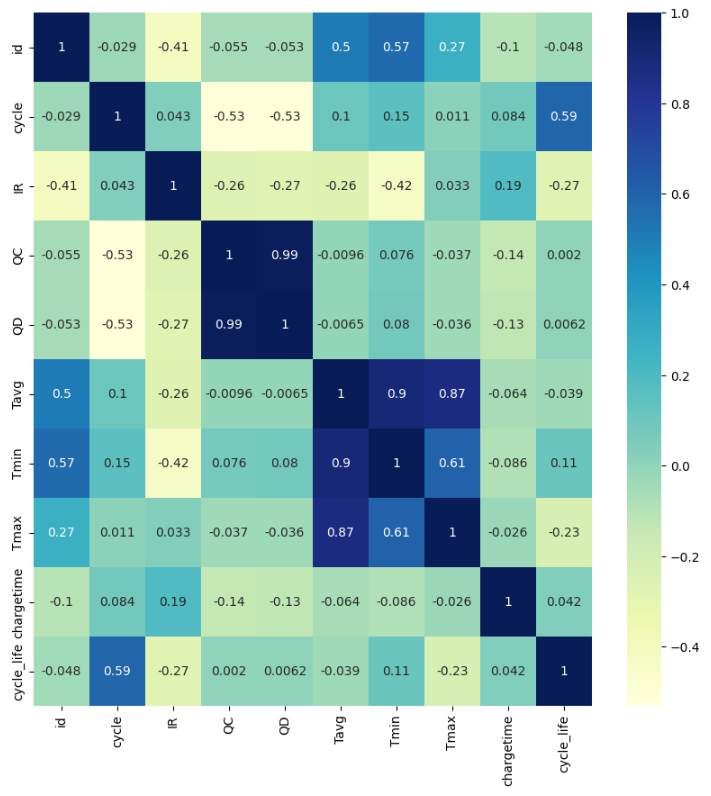 id 1 -0.029 -0.41 -0.055 -0.053 0.5 0.57 0.27 -0.1 -0.048
cycle -0.029 1 0.043 -0.53 -0.53 0.1 0.15 0.011 0.084 0.59
IR -0.41 0.043 1 -0.26 -0.27 -0.26 -0.42 0.033 0.19 -0.27
QC -0.055 -0.53 -0.26 1 0.99 -0.0096 0.076 -0.037 -0.14 0.002
QD -0.053 -0.53 -0.27 0.99 1 -0.0065 0.08 -0.036 -0.13 0.0062
Tavg 0.5 0.1 -0.26 -0.0096 -0.0065 1 0.9 0.87 -0.064 -0.039
Tmin 0.57 0.15 -0.42 0.076 0.08 0.9 1 0.61 -0.086 0.11
Tmax 0.27 0.011 0.033 -0.037 -0.036 0.87 0.61 1 -0.026 -0.23
chargetime -0.1 0.084 0.19 -0.14 -0.13 -0.064 -0.086 -0.026 1 0.042
cycle_life -0.048 0.59 -0.27 0.002 0.0062 -0.039 0.11 -0.23 0.042 1
id cycle IR QC QD Tavg Tmin Tmax chargetime cycle_life
1.0
0.8
0.6
0.4
0.2
0.0
−0.2
−0.4